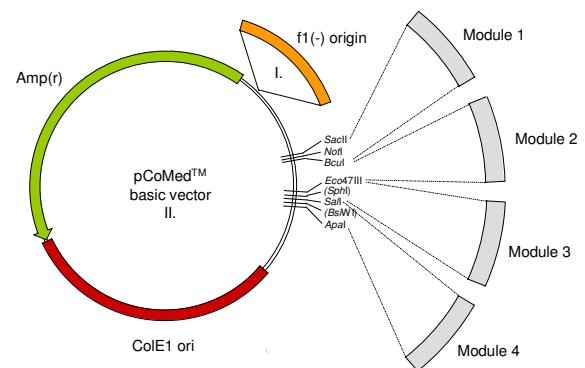 f1(-) origin
I.
Module 1
Amp(r)
SacII
NotI
BcuI
Module 2
pCoMed™
basic vector
II.
Eco47III
(SphI)
SalI
(BsiWI)
ApaI
Module 3
ColE1 ori
Module 4